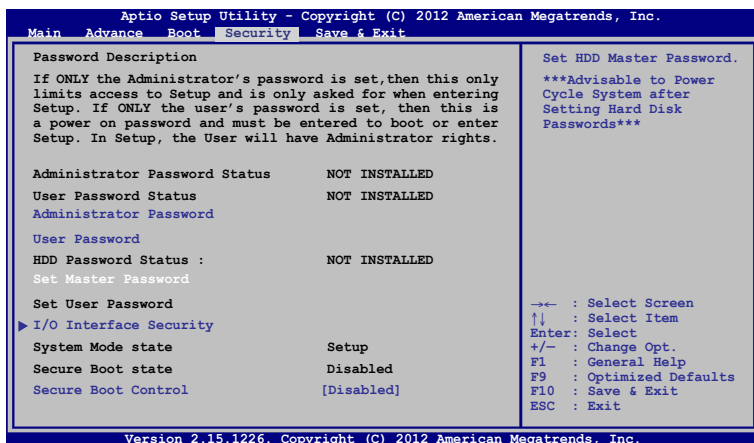 Aptio Setup Utility - Copyright (C) 2012 American Megatrends, Inc.
Main Advance Boot Security Save & Exit
Password Description
If ONLY the Administrator's password is set,then this only
limits access to Setup and is only asked for when entering
Setup. If ONLY the user's password is set, then this is
a power on password and must be entered to boot or enter
Setup. In Setup, the User will have Administrator rights.
Administrator Password Status NOT INSTALLED
User Password Status NOT INSTALLED
Administrator Password
User Password
HDD Password Status : NOT INSTALLED
Set Master Password
Set User Password
▶ I/O Interface Security
System Mode state Setup
Secure Boot state Disabled
Secure Boot Control [Disabled]
Set HDD Master Password.
***Advisable to Power
Cycle System after
Setting Hard Disk
Passwords***
→← : Select Screen
↑↓ : Select Item
Enter: Select
+/— : Change Opt.
F1 : General Help
F9 : Optimized Defaults
F10 : Save & Exit
ESC : Exit
Version 2.15.1226. Copyright (C) 2012 American Megatrends, Inc.